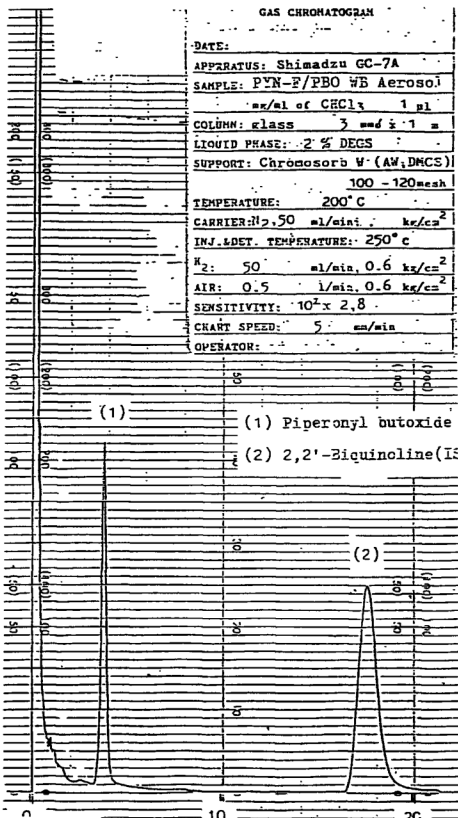 GAS CHROMATOGRAM
DATE:
APPARATUS: Shimadzu GC-7A
SAMPLE: PYN-F/PBO WB Aerosol
mg/ml of CHCl3 1 µl
COLUMN: glass 3 mmφ x 1 m
LIQUID PHASE: 2 % DEGS
SUPPORT: Chromosorb W (AW,DMCS)
100 -120mesh
TEMPERATURE: 200°C
CARRIER:N2,50 ml/min. kg/cm2
INJ.&DET. TEMPERATURE: 250°c
H2: 50 ml/min, 0.6 kg/cm2
AIR: 0.5 l/min, 0.6 kg/cm2
SENSITIVITY: 10² x 2,8
CHART SPEED: 5 mm/min
OPERATOR:
(1)
(1) Piperonyl butoxide
(2) 2,2'-Biquinoline(IS
(2)
0 10 20